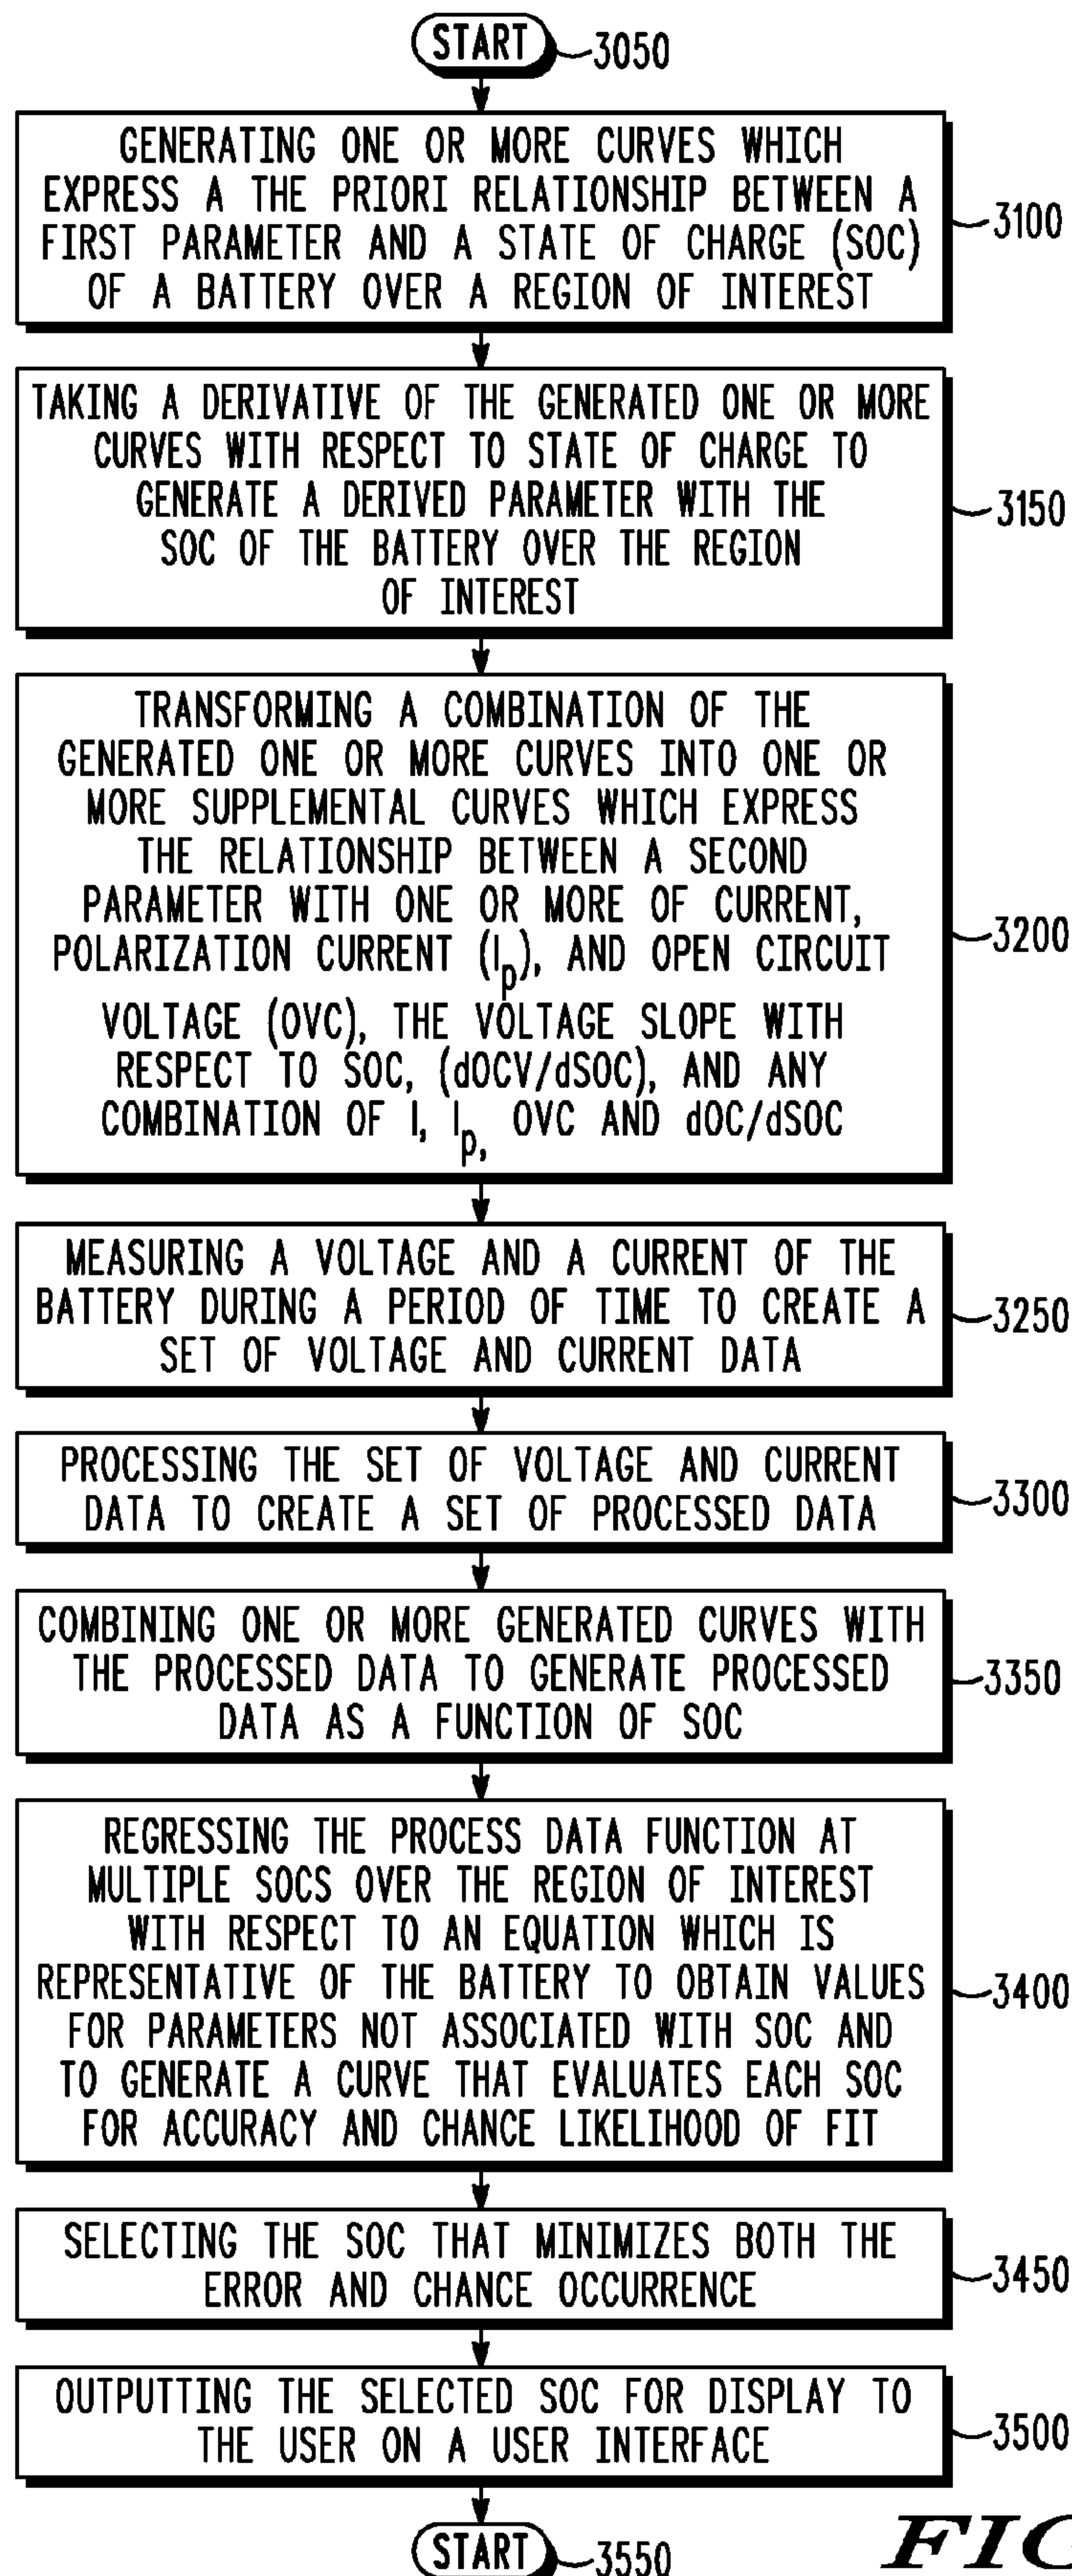 START
3050
GENERATING ONE OR MORE CURVES WHICH
EXPRESS A THE PRIORI RELATIONSHIP BETWEEN A
FIRST PARAMETER AND A STATE OF CHARGE (SOC)
OF A BATTERY OVER A REGION OF INTEREST
3100
TAKING A DERIVATIVE OF THE GENERATED ONE OR MORE
CURVES WITH RESPECT TO STATE OF CHARGE TO
GENERATE A DERIVED PARAMETER WITH THE
SOC OF THE BATTERY OVER THE REGION
OF INTEREST
3150
TRANSFORMING A COMBINATION OF THE
GENERATED ONE OR MORE CURVES INTO ONE OR
MORE SUPPLEMENTAL CURVES WHICH EXPRESS
THE RELATIONSHIP BETWEEN A SECOND
PARAMETER WITH ONE OR MORE OF CURRENT,
POLARIZATION CURRENT (Ip), AND OPEN CIRCUIT
VOLTAGE (OVC), THE VOLTAGE SLOPE WITH
RESPECT TO SOC, (dOCV/dSOC), AND ANY
COMBINATION OF I, Ip, OVC AND dOC/dSOC
3200
MEASURING A VOLTAGE AND A CURRENT OF THE
BATTERY DURING A PERIOD OF TIME TO CREATE A
SET OF VOLTAGE AND CURRENT DATA
3250
PROCESSING THE SET OF VOLTAGE AND CURRENT
DATA TO CREATE A SET OF PROCESSED DATA
3300
COMBINING ONE OR MORE GENERATED CURVES WITH
THE PROCESSED DATA TO GENERATE PROCESSED
DATA AS A FUNCTION OF SOC
3350
REGRESSING THE PROCESS DATA FUNCTION AT
MULTIPLE SOCS OVER THE REGION OF INTEREST
WITH RESPECT TO AN EQUATION WHICH IS
REPRESENTATIVE OF THE BATTERY TO OBTAIN VALUES
FOR PARAMETERS NOT ASSOCIATED WITH SOC AND
TO GENERATE A CURVE THAT EVALUATES EACH SOC
FOR ACCURACY AND CHANCE LIKELIHOOD OF FIT
3400
SELECTING THE SOC THAT MINIMIZES BOTH THE
ERROR AND CHANCE OCCURRENCE
3450
OUTPUTTING THE SELECTED SOC FOR DISPLAY TO
THE USER ON A USER INTERFACE
3500
START
3550